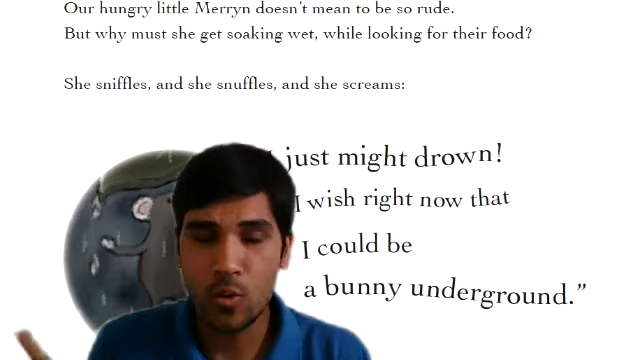 Our hungry little Merryn doesn't mean to be so rude.
But why must she get soaking wet, while looking for their food?
She sniffles, and she snuffles, and she screams:
just might drown!
I wish right now that
I could be
a bunny underground.”